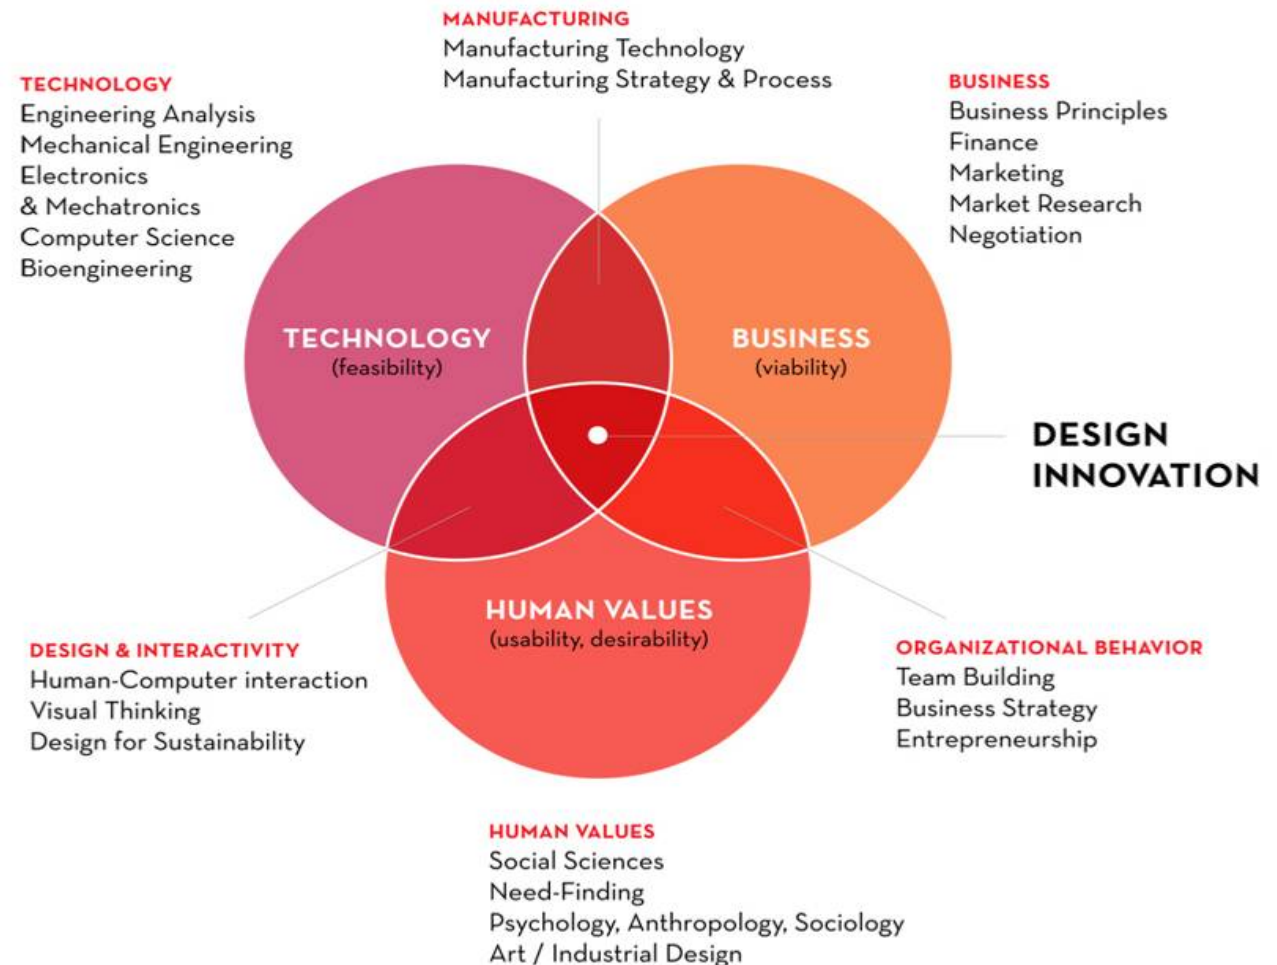 MANUFACTURING
Manufacturing Technology
Manufacturing Strategy & Process
TECHNOLOGY
Engineering Analysis
Mechanical Engineering
Electronics
& Mechatronics
Computer Science
Bioengineering
BUSINESS
Business Principles
Finance
Marketing
Market Research
Negotiation
TECHNOLOGY
(feasibility)
BUSINESS
(viability)
DESIGN
INNOVATION
HUMAN VALUES
(usability, desirability)
DESIGN & INTERACTIVITY
Human-Computer interaction
Visual Thinking
Design for Sustainability
ORGANIZATIONAL BEHAVIOR
Team Building
Business Strategy
Entrepreneurship
HUMAN VALUES
Social Sciences
Need-Finding
Psychology, Anthropology, Sociology
Art / Industrial Design